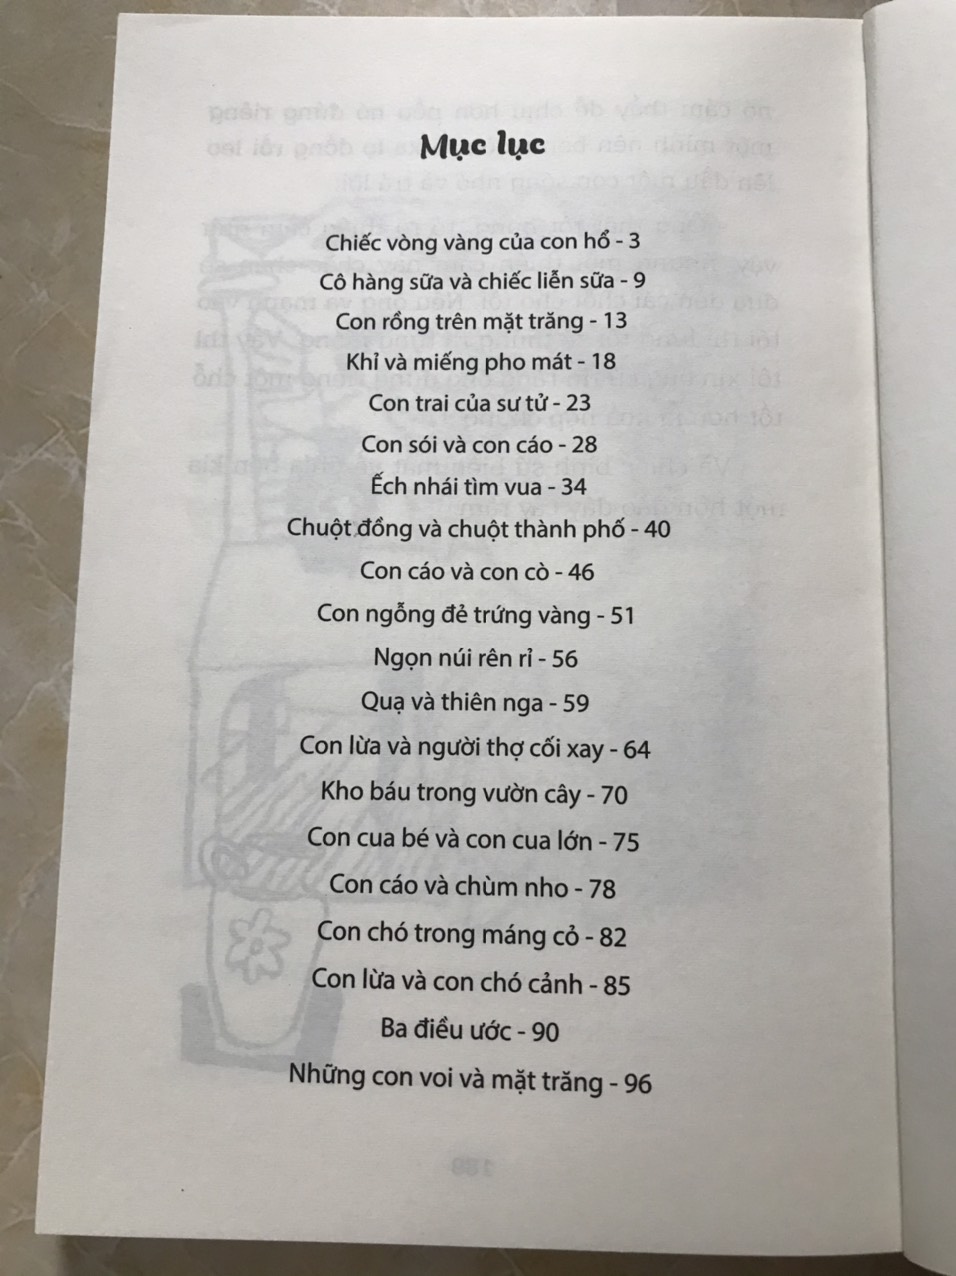 Mục lục
Chiếc vòng vàng của con hổ - 3
Cô hàng sữa và chiếc liễn sữa - 9
Con rồng trên mặt trăng - 13
Khỉ và miếng pho mát - 18
Con trai của sư tử - 23
Con sói và con cáo - 28
Ếch nhái tìm vua - 34
Chuột đồng và chuột thành phố - 40
Con cáo và con cò - 46
Con ngỗng đẻ trứng vàng - 51
Ngọn núi rên rỉ - 56
Quạ và thiên nga - 59
Con lừa và người thợ cối xay - 64
Kho báu trong vườn cây - 70
Con cua bé và con cua lớn - 75
Con cáo và chùm nho - 78
Con chó trong máng cỏ - 82
Con lừa và con chó cảnh - 85
Ba điều ước - 90
Những con voi và mặt trăng - 96